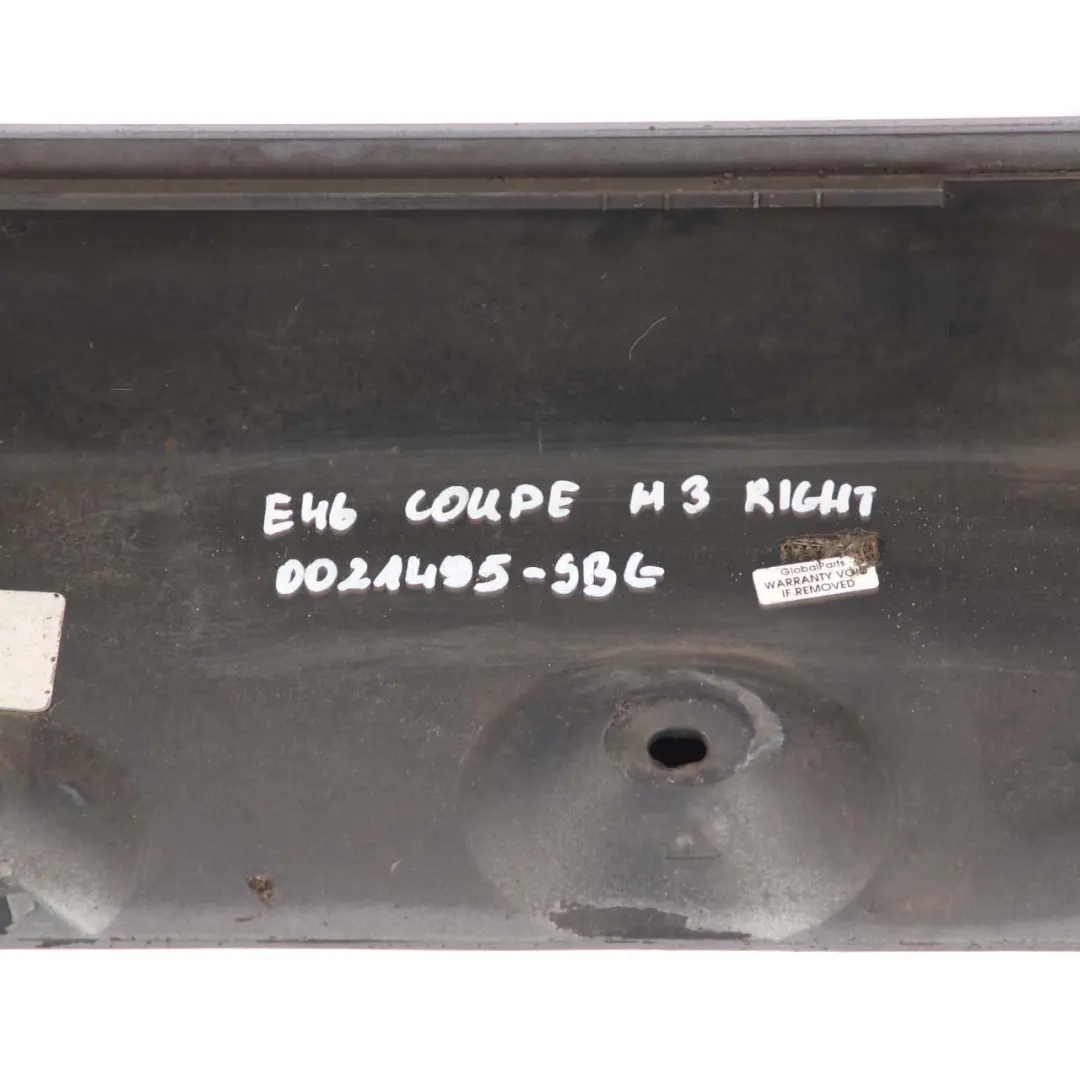 E46 COUPE M3 RIGHT
0021495-SBG
GlobalParts
WARRANTY VOID
IF REMOVED